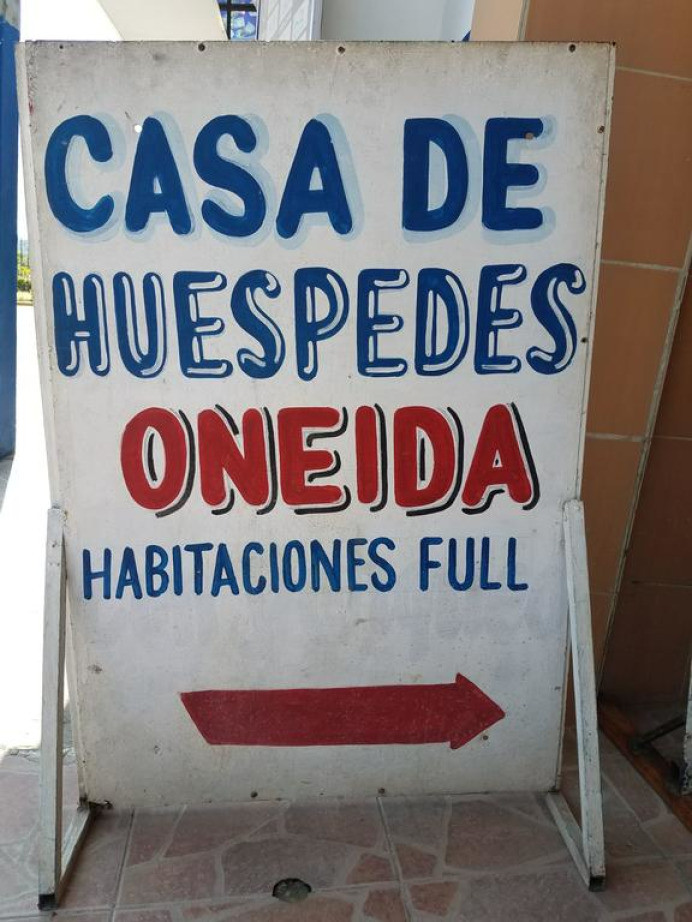 CASA DE
HUESPEDES
ONEIDA
HABITACIONES FULL